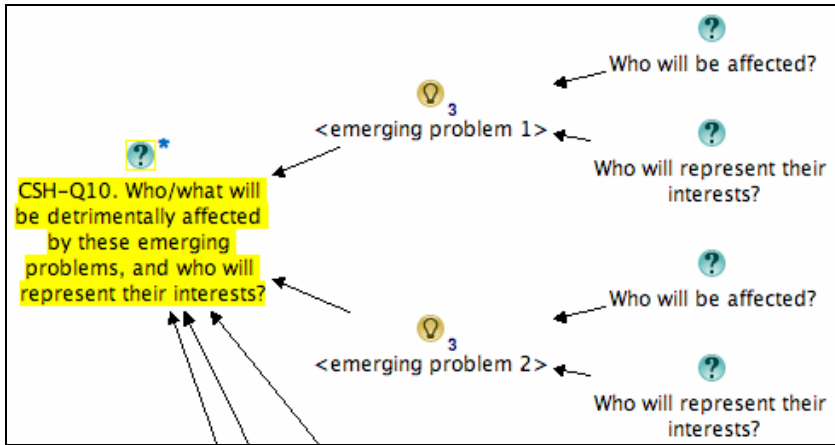 Who will be affected?
3
<emerging problem 1>
Who will represent their
interests?
*
CSH-Q10. Who/what will
be detrimentally affected
by these emerging
problems, and who will
represent their interests?
Who will be affected?
3
<emerging problem 2>
Who will represent their
interests?